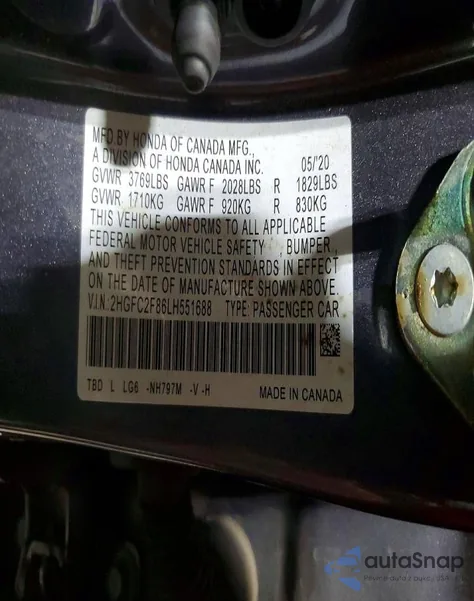 MFD.BY HONDA OF CANADA MFG.,
A DIVISION OF HONDA CANADA INC. 05/'20
GVWR 3769LBS GAWR F 2028LBS R 1829LBS
GVWR 1710KG GAWR F 920KG R 830KG
THIS VEHICLE CONFORMS TO ALL APPLICABLE
FEDERAL MOTOR VEHICLE SAFETY , BUMPER,
AND THEFT PREVENTION STANDARDS IN EFFECT
ON THE DATE OF MANUFACTURE SHOWN ABOVE.
V.I.N.:2HGFC2F86LH551688 TYPE: PASSENGER CAR
TBD L LG6 -NH797M -V -H MADE IN CANADA
autaSnap